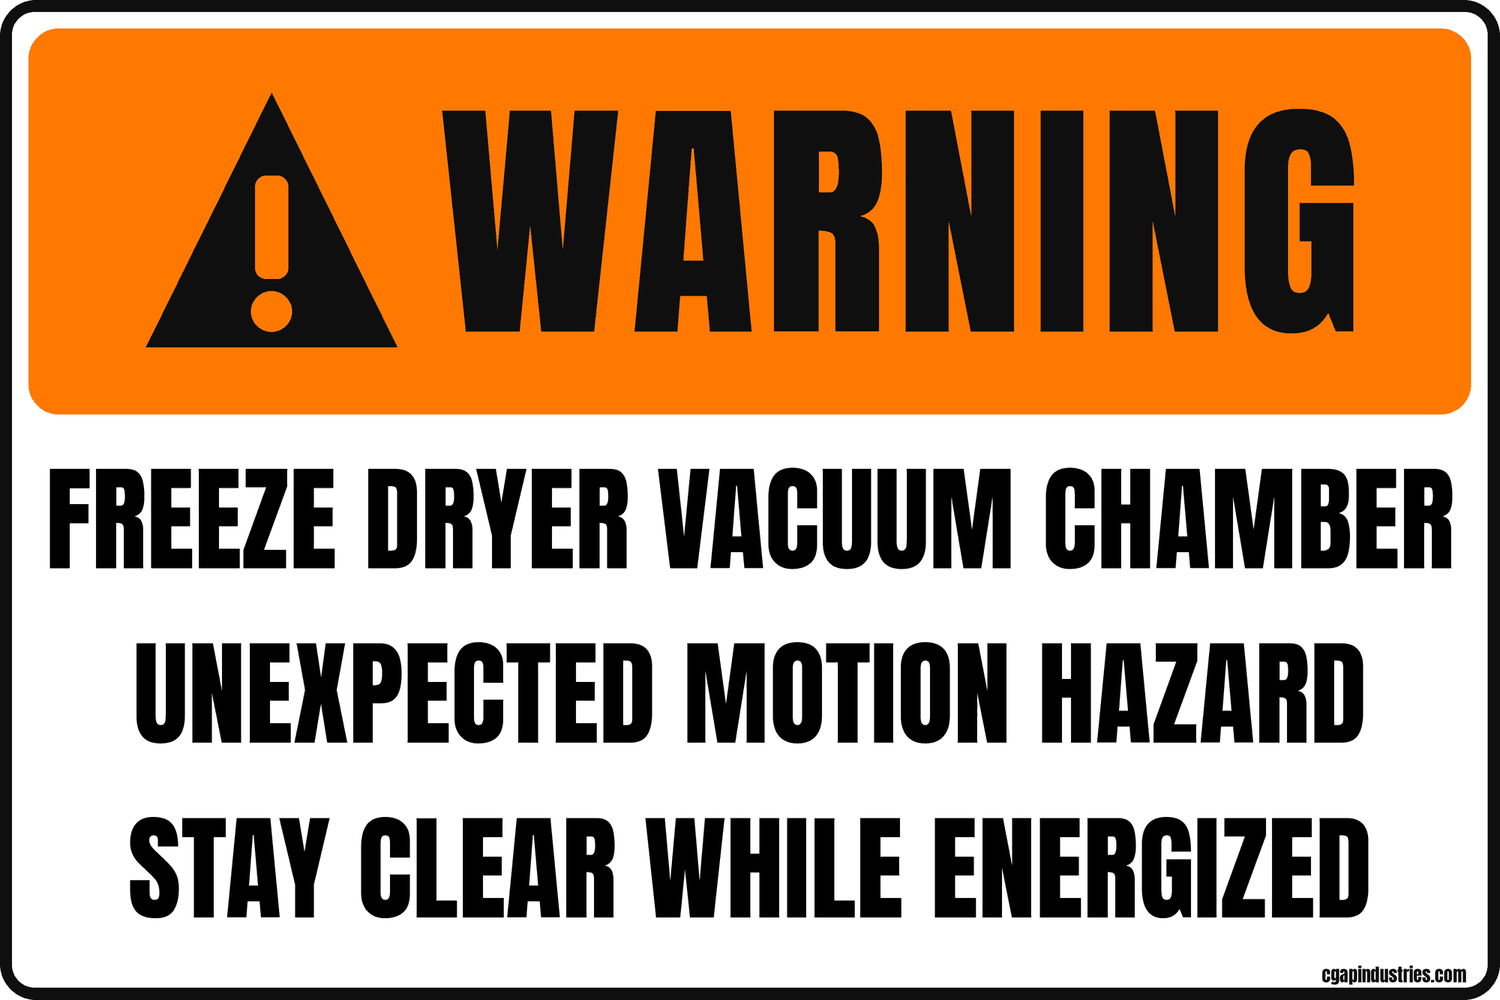 WARNING
FREEZE DRYER VACUUM CHAMBER
UNEXPECTED MOTION HAZARD
STAY CLEAR WHILE ENERGIZED
cgapindustries.com